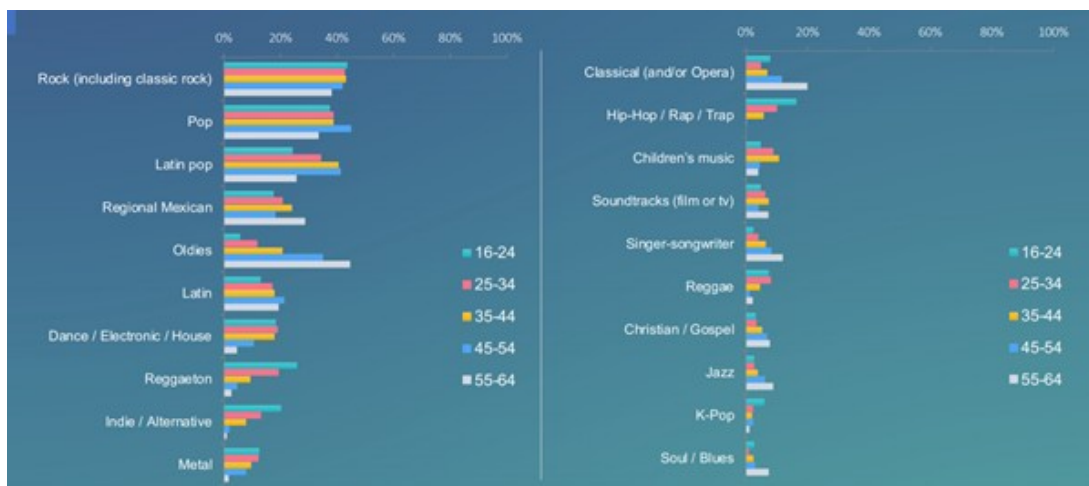 0% 20% 40% 60% 80% 100%
Rock (including classic rock)
Pop
Latin pop
Regional Mexican
Oldies
Latin
Dance / Electronic / House
Reggaeton
Indie / Alternative
Metal
16-24
25-34
35-44
45-54
55-64
0% 20% 40% 60% 80% 100%
Classical (and/or Opera)
Hip-Hop / Rap / Trap
Children's music
Soundtracks (film or tv)
Singer-songwriter
Reggae
Christian / Gospel
Jazz
K-Pop
Soul / Blues
16-24
25-34
35-44
45-54
55-64